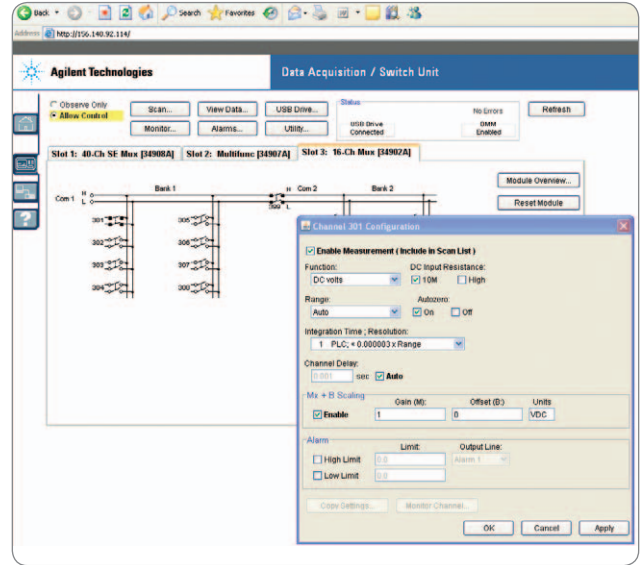 Back Search Favorites
Address http://156.140.92.114/
Agilent Technologies Data Acquisition / Switch Unit
Observe Only
Allow Control
Scan... View Data... USB Drive...
Monitor... Alarms... Utility...
Status
No Errors
USB Drive Connected
DMM Enabled
Refresh
Slot 1: 40-Ch SE Mux [34908A] Slot 2: Multifunc [34907A] Slot 3: 16-Ch Mux [34902A]
Module Overview...
Reset Module
Com 1 H L Bank 1 H Com 2 L Bank 2
399
301 305
302 306
303 307
304 308
Channel 301 Configuration
Enable Measurement ( Include in Scan List )
Function: DC Input Resistance:
DC volts 10M High
Range: Autozero:
Auto On Off
Integration Time ; Resolution:
1 PLC; < 0.000003 x Range
Channel Delay:
0.001 sec Auto
Mx + B Scaling
Gain (M): Offset (B:) Units
Enable 1 0 VDC
Alarm
Limit: Output Line:
High Limit 0.0 Alarm 1
Low Limit 0.0
Copy Settings... Monitor Channel...
OK Cancel Apply